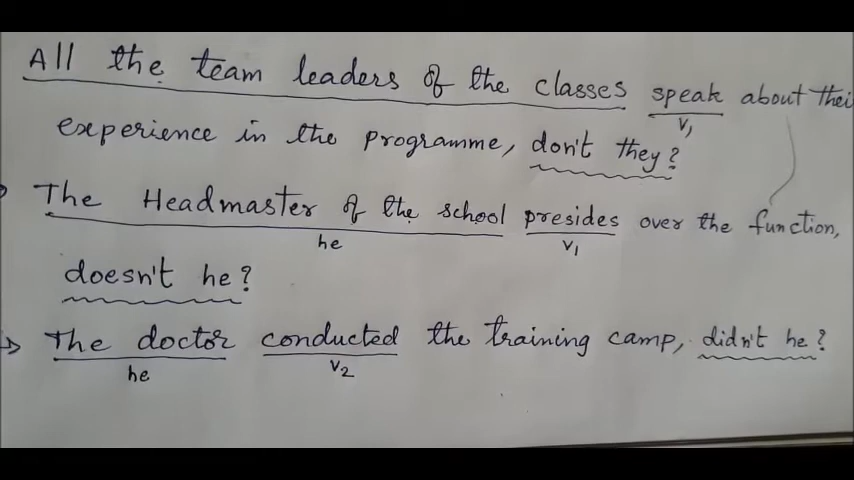 All the team leaders of the classes speak about thei
V1
experience in the programme, don't they?
The Headmaster of the school presides over the function,
he V1
doesn't he?
→ The doctor conducted the training camp, didn't he?
he V2